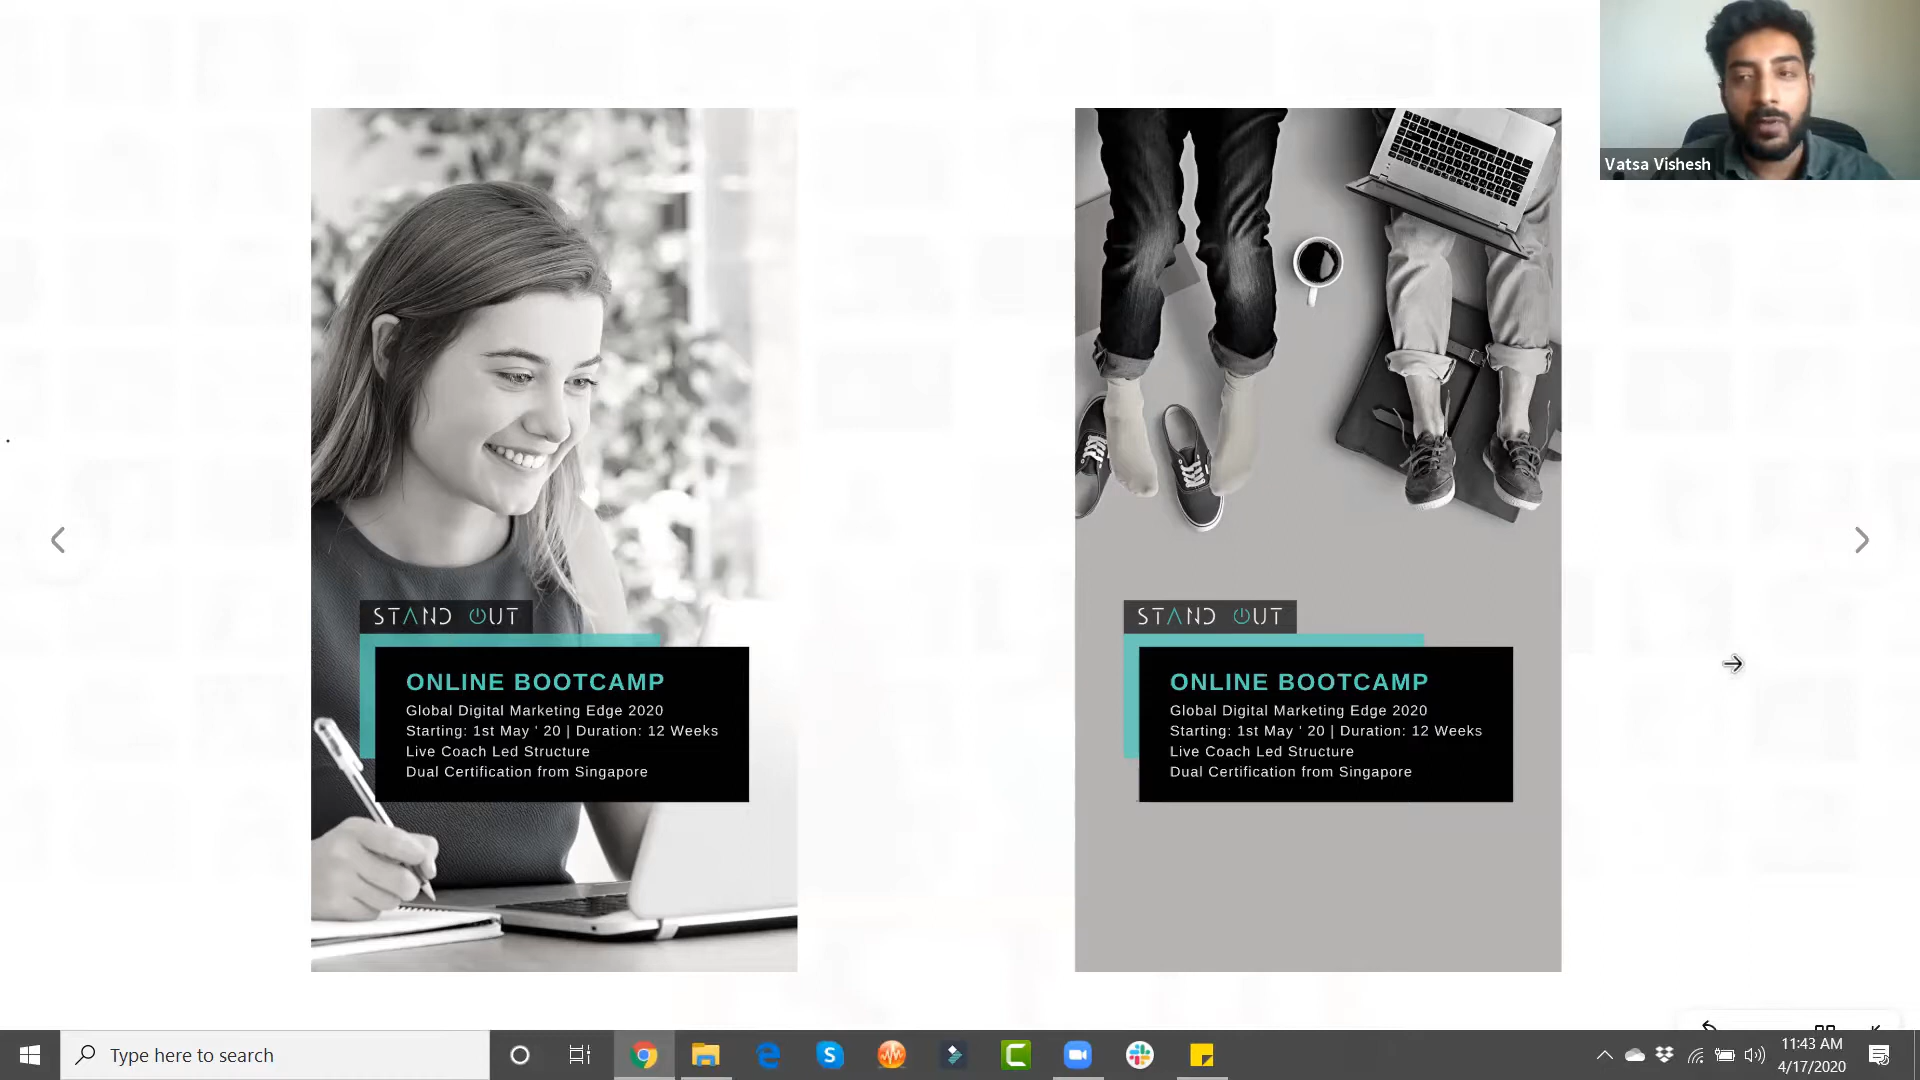 Vatsa Vishesh
STAND OUT
ONLINE BOOTCAMP
Global Digital Marketing Edge 2020
Starting: 1st May ' 20 | Duration: 12 Weeks
Live Coach Led Structure
Dual Certification from Singapore
STAND OUT
ONLINE BOOTCAMP
Global Digital Marketing Edge 2020
Starting: 1st May ' 20 | Duration: 12 Weeks
Live Coach Led Structure
Dual Certification from Singapore
Type here to search
11:43 AM
4/17/2020